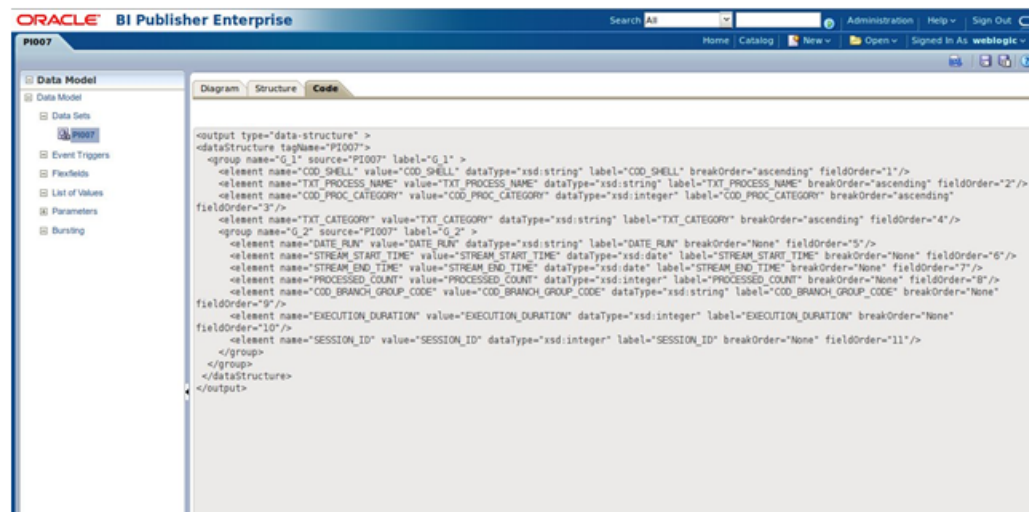 ORACLE BI Publisher Enterprise Search All Administration Help Sign Out
PI007 Home Catalog New Open Signed In As weblogic
Data Model
Data Model
Data Sets
PI007
Event Triggers
Flexfields
List of Values
Parameters
Bursting
Diagram Structure Code
<output type="data-structure" >
<dataStructure tagName="PI007">
<group name="G_1" source="PI007" label="G_1" >
<element name="COD_SHELL" value="COD_SHELL" dataType="xsd:string" label="COD_SHELL" breakOrder="ascending" fieldOrder="1"/>
<element name="TXT_PROCESS_NAME" value="TXT_PROCESS_NAME" dataType="xsd:string" label="TXT_PROCESS_NAME" breakOrder="ascending" fieldOrder="2"/>
<element name="COD_PROC_CATEGORY" value="COD_PROC_CATEGORY" dataType="xsd:integer" label="COD_PROC_CATEGORY" breakOrder="ascending"
fieldOrder="3"/>
<element name="TXT_CATEGORY" value="TXT_CATEGORY" dataType="xsd:string" label="TXT_CATEGORY" breakOrder="ascending" fieldOrder="4"/>
<group name="G_2" source="PI007" label="G_2" >
<element name="DATE_RUN" value="DATE_RUN" dataType="xsd:string" label="DATE_RUN" breakOrder="None" fieldOrder="5"/>
<element name="STREAM_START_TIME" value="STREAM_START_TIME" dataType="xsd:date" label="STREAM_START_TIME" breakOrder="None" fieldOrder="6"/>
<element name="STREAM_END_TIME" value="STREAM_END_TIME" dataType="xsd:date" label="STREAM_END_TIME" breakOrder="None" fieldOrder="7"/>
<element name="PROCESSED_COUNT" value="PROCESSED_COUNT" dataType="xsd:integer" label="PROCESSED_COUNT" breakOrder="None" fieldOrder="8"/>
<element name="COD_BRANCH_GROUP_CODE" value="COD_BRANCH_GROUP_CODE" dataType="xsd:string" label="COD_BRANCH_GROUP_CODE" breakOrder="None"
fieldOrder="9"/>
<element name="EXECUTION_DURATION" value="EXECUTION_DURATION" dataType="xsd:integer" label="EXECUTION_DURATION" breakOrder="None"
fieldOrder="10"/>
<element name="SESSION_ID" value="SESSION_ID" dataType="xsd:integer" label="SESSION_ID" breakOrder="None" fieldOrder="11"/>
</group>
</group>
</dataStructure>
</output>